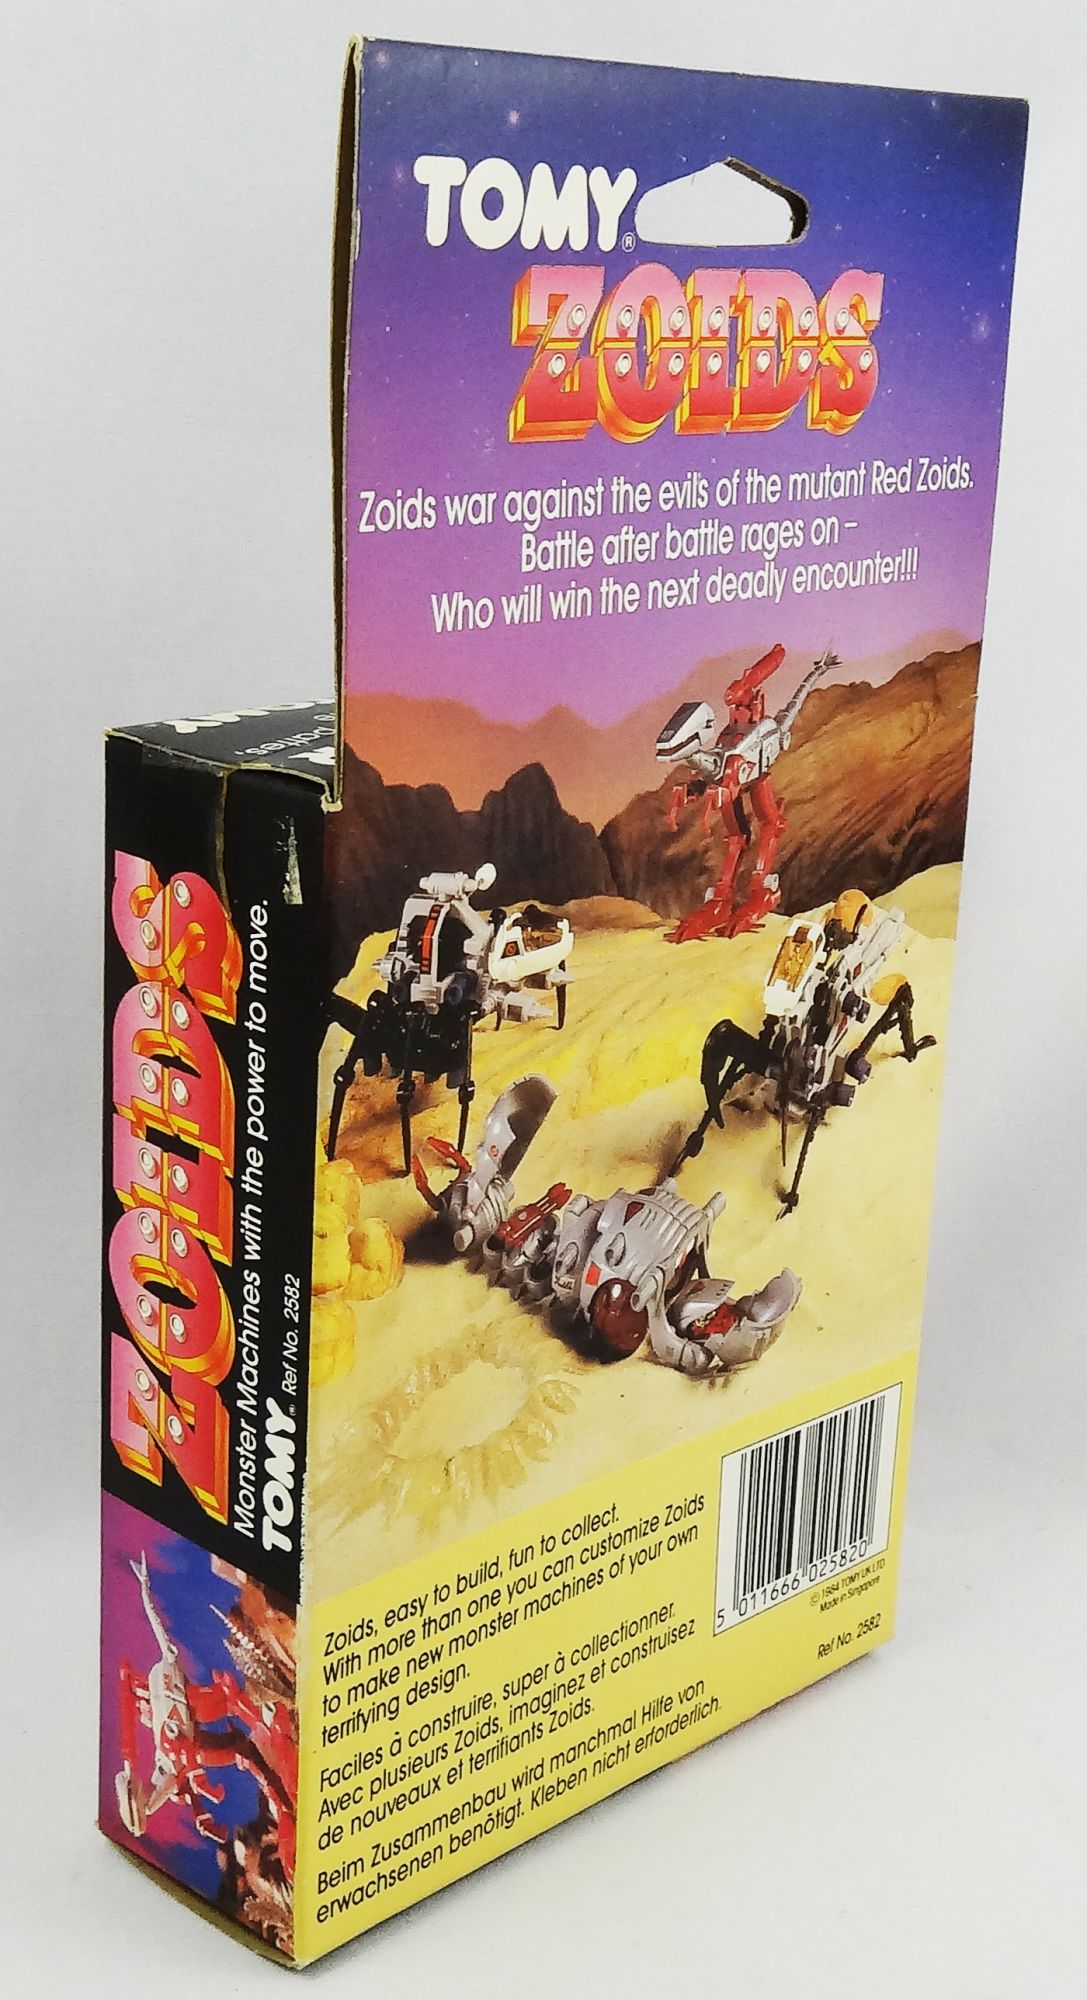 TOMY®
ZOIDS
Zoids war against the evils of the mutant Red Zoids.
Battle after battle rages on –
Who will win the next deadly encounter!!!
Zoids, easy to build, fun to collect.
With more than one you can customize Zoids
to make new monster machines of your own
terrifying design.
Faciles à construire, super à collectionner.
Avec plusieurs Zoids, imaginez et construisez
de nouveaux et terrifiants Zoids.
Beim Zusammenbau wird manchmal Hilfe von
erwachsenen benötigt. Kleben nicht erforderlich.
5 011666 025820
© 1984 TOMY UK LTD.
Made in Singapore
Ref No. 2582
ZOIDS
Monster Machines with the power to move.
TOMY® Ref No. 2582